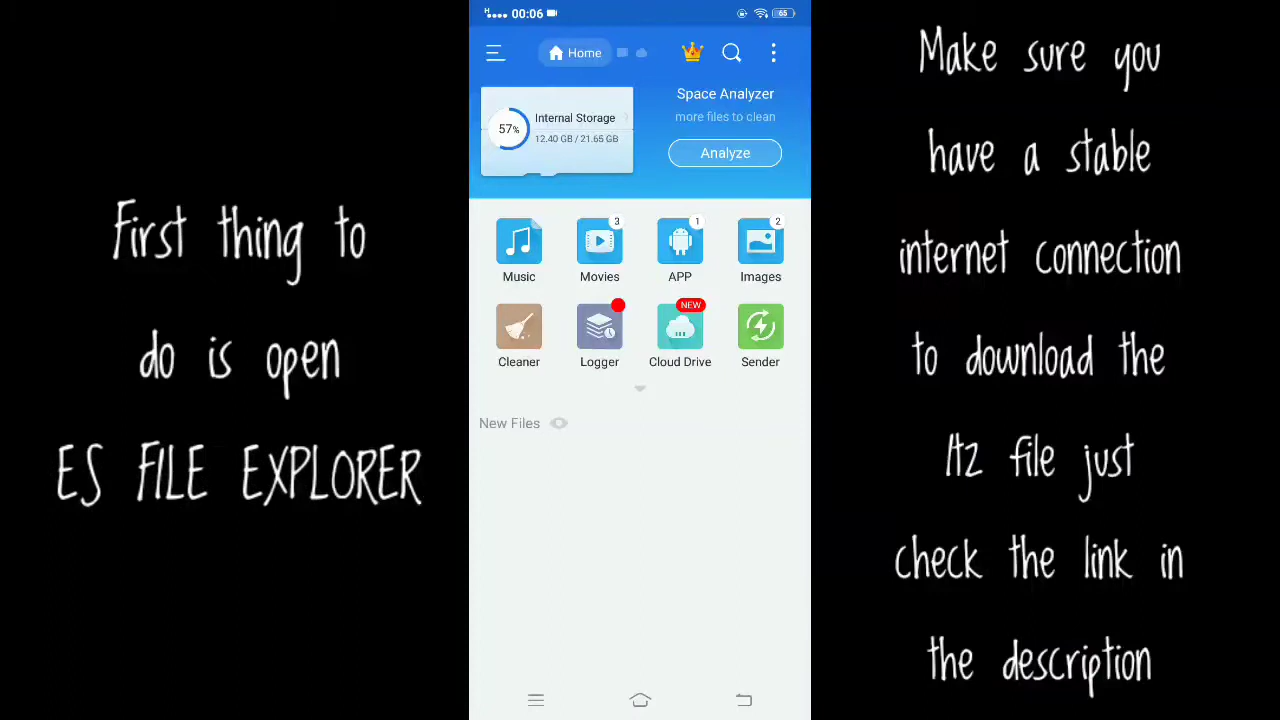 First thing to
do is open
ES FILE EXPLORER
H 00:06 65
Home
57%
Internal Storage
12.40 GB / 21.65 GB
Space Analyzer
more files to clean
Analyze
3 1 2
Music Movies APP Images
NEW
Cleaner Logger Cloud Drive Sender
New Files
Make sure you
have a stable
internet connection
to download the
ITZ file just
check the link in
the description